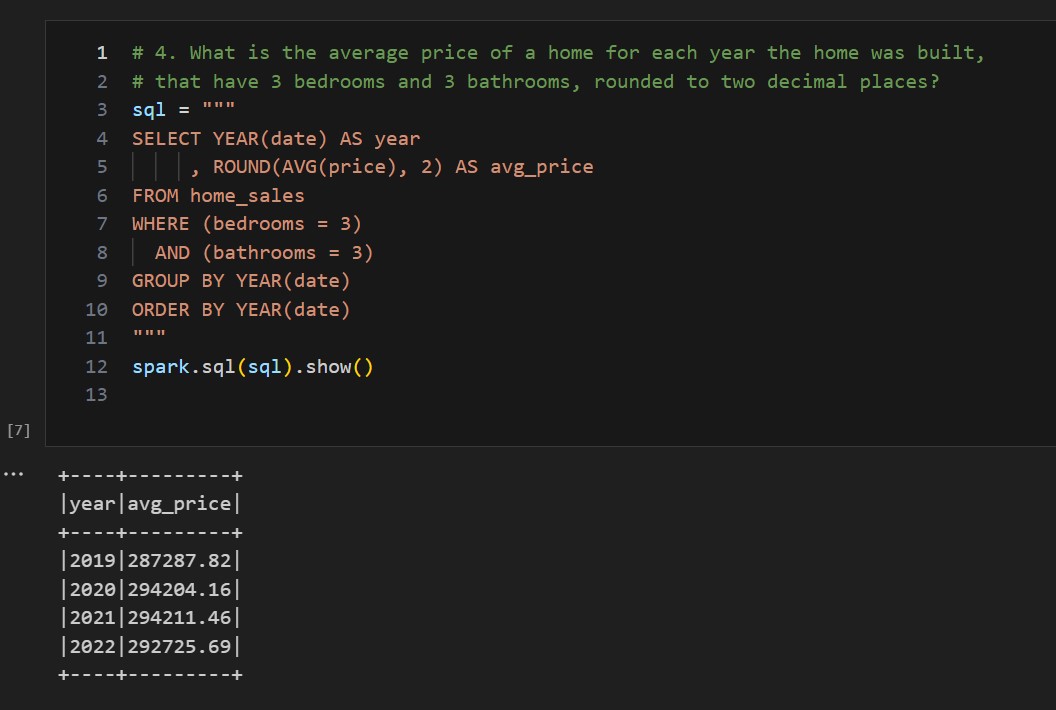 1 # 4. What is the average price of a home for each year the home was built,
2 # that have 3 bedrooms and 3 bathrooms, rounded to two decimal places?
3 sql = """
4 SELECT YEAR(date) AS year
5      , ROUND(AVG(price), 2) AS avg_price
6 FROM home_sales
7 WHERE (bedrooms = 3)
8   AND (bathrooms = 3)
9 GROUP BY YEAR(date)
10 ORDER BY YEAR(date)
11 """
12 spark.sql(sql).show()
13
[7]
... +----+---------+
|year|avg_price|
+----+---------+
|2019|287287.82|
|2020|294204.16|
|2021|294211.46|
|2022|292725.69|
+----+---------+